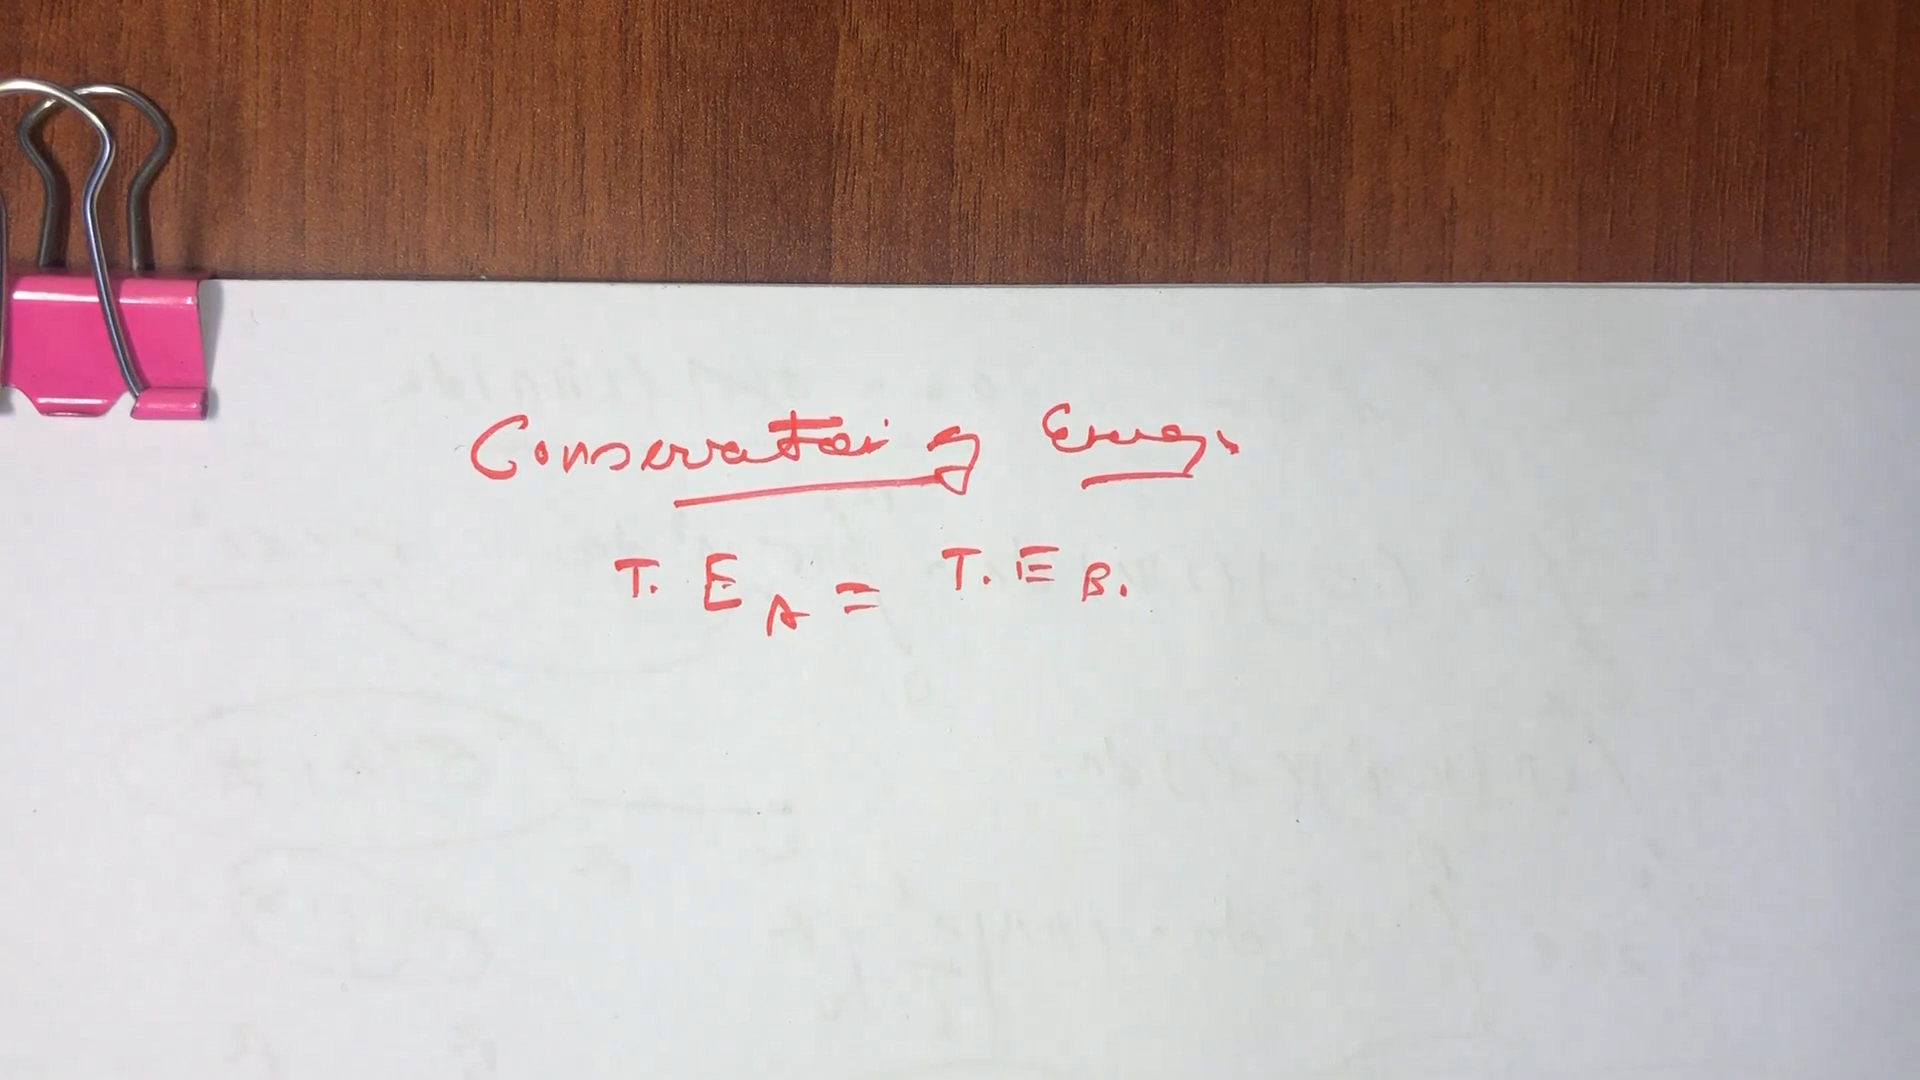 Conservation of Energy
T. E A = T. E B.